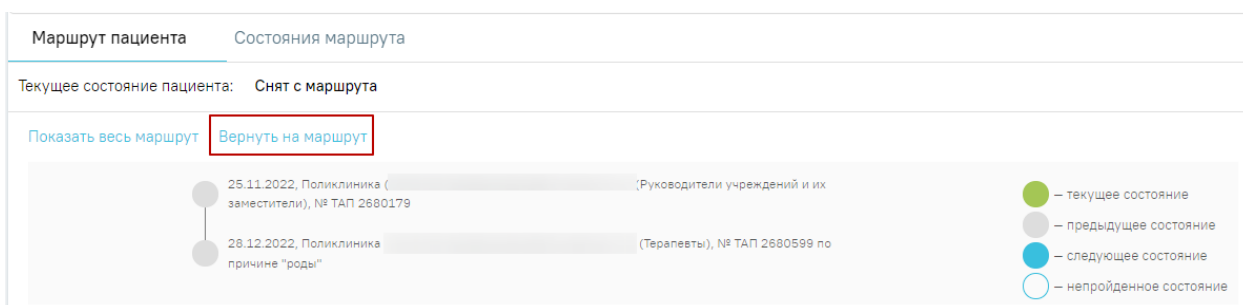 Маршрут пациента Состояния маршрута
Текущее состояние пациента: Снят с маршрута
Показать весь маршрут Вернуть на маршрут
25.11.2022, Поликлиника ( (Руководители учреждений и их
заместители), № ТАП 2680179
28.12.2022, Поликлиника (Терапевты), № ТАП 2680599 по
причине "роды"
— текущее состояние
— предыдущее состояние
— следующее состояние
— непройденное состояние